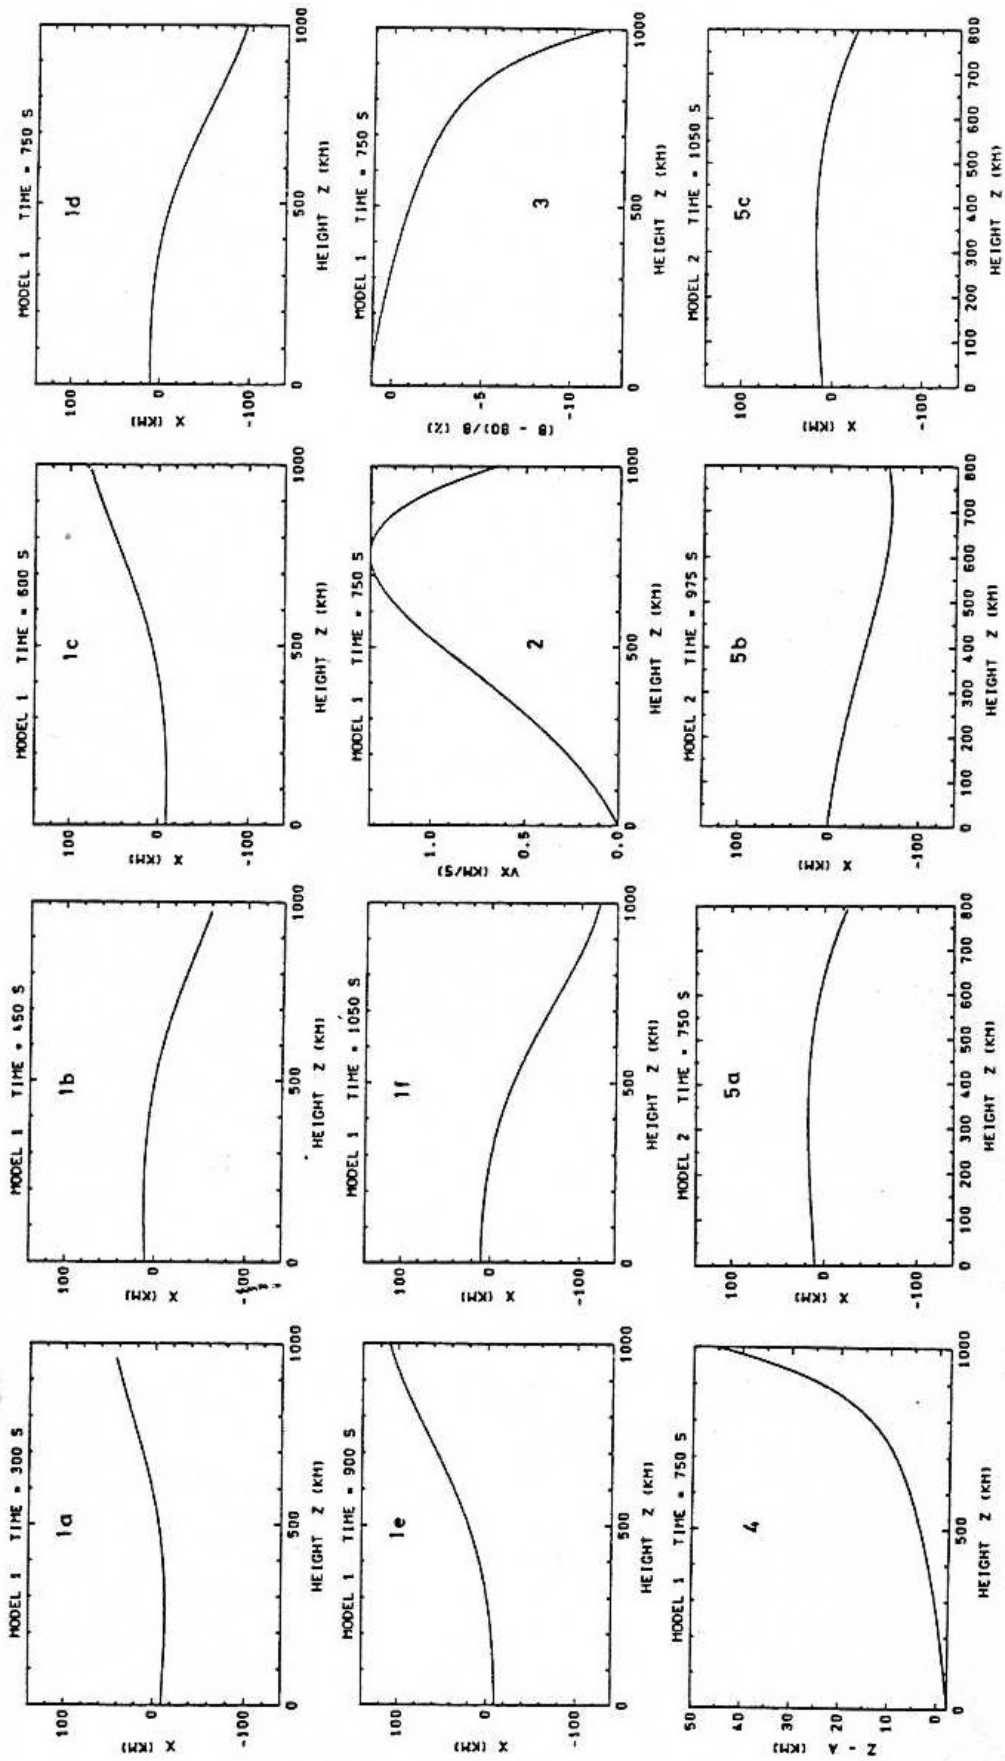 MODEL 1 TIME = 300 S
1a
X (KM)
100
0
-100
0
500
1000
HEIGHT Z (KM)
MODEL 1 TIME = 450 S
1b
X (KM)
100
0
0
500
1000
HEIGHT Z (KM)
MODEL 1 TIME = 600 S
1c
X (KM)
100
0
-100
0
500
1000
HEIGHT Z (KM)
MODEL 1 TIME = 750 S
1d
X (KM)
100
0
-100
0
500
1000
HEIGHT Z (KM)
MODEL 1 TIME = 900 S
1e
X (KM)
100
0
-100
0
500
1000
HEIGHT Z (KM)
MODEL 1 TIME = 1050 S
1f
X (KM)
100
0
-100
0
500
1000
HEIGHT Z (KM)
MODEL 1 TIME = 750 S
2
VX (KM/S)
1.0
0.5
0.0
0
500
1000
HEIGHT Z (KM)
MODEL 1 TIME = 750 S
3
(B - B0)/B (%)
0
-5
-10
0
500
1000
HEIGHT Z (KM)
MODEL 1 TIME = 750 S
4
Z - A (KM)
50
40
30
20
10
0
0
500
1000
HEIGHT Z (KM)
MODEL 2 TIME = 750 S
5a
X (KM)
100
0
-100
0 100 200 300 400 500 600 700 800
HEIGHT Z (KM)
MODEL 2 TIME = 975 S
5b
X (KM)
100
0
-100
0 100 200 300 400 500 600 700 800
HEIGHT Z (KM)
MODEL 2 TIME = 1050 S
5c
X (KM)
100
0
-100
0 100 200 300 400 500 600 700 800
HEIGHT Z (KM)